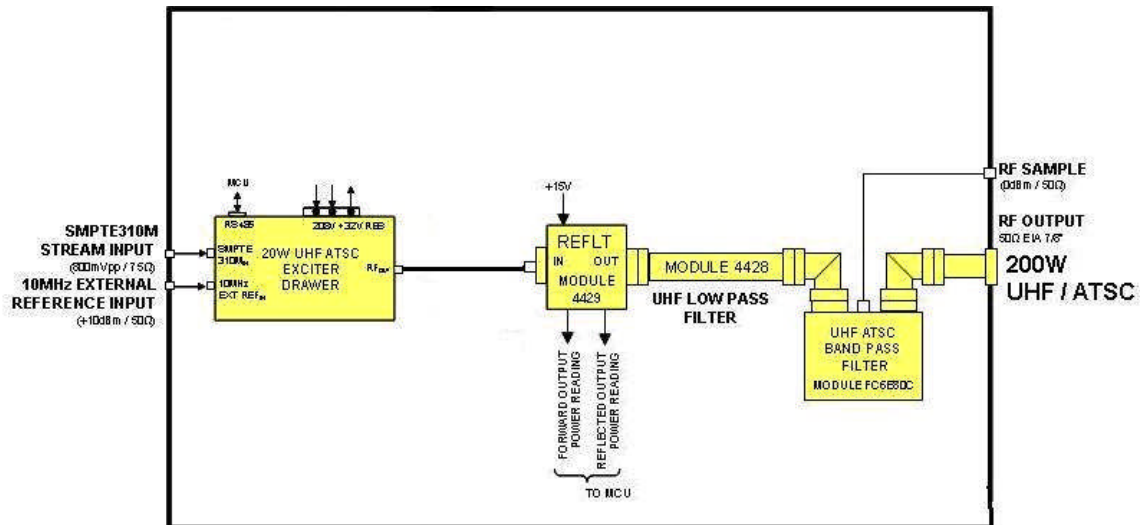 SMPTE310M
STREAM INPUT
(800mVpp / 75Ω)
10MHz EXTERNAL
REFERENCE INPUT
(+10dBm / 50Ω)
MCU
RS485
+32V RES
SMPTE
310M IN
10MHz
EXT REF IN
20W UHF ATSC
EXCITER
DRAWER
RF OUT
+15V
REFLT
IN OUT
MODULE
4429
FORWARD OUTPUT
POWER READING
REFLECTED OUTPUT
POWER READING
TO MCU
MODULE 4428
UHF LOW PASS
FILTER
UHF ATSC
BAND PASS
FILTER
MODULE FC6E80C
RF SAMPLE
(0dBm / 50Ω)
RF OUTPUT
50Ω EIA 7/8"
200W
UHF / ATSC